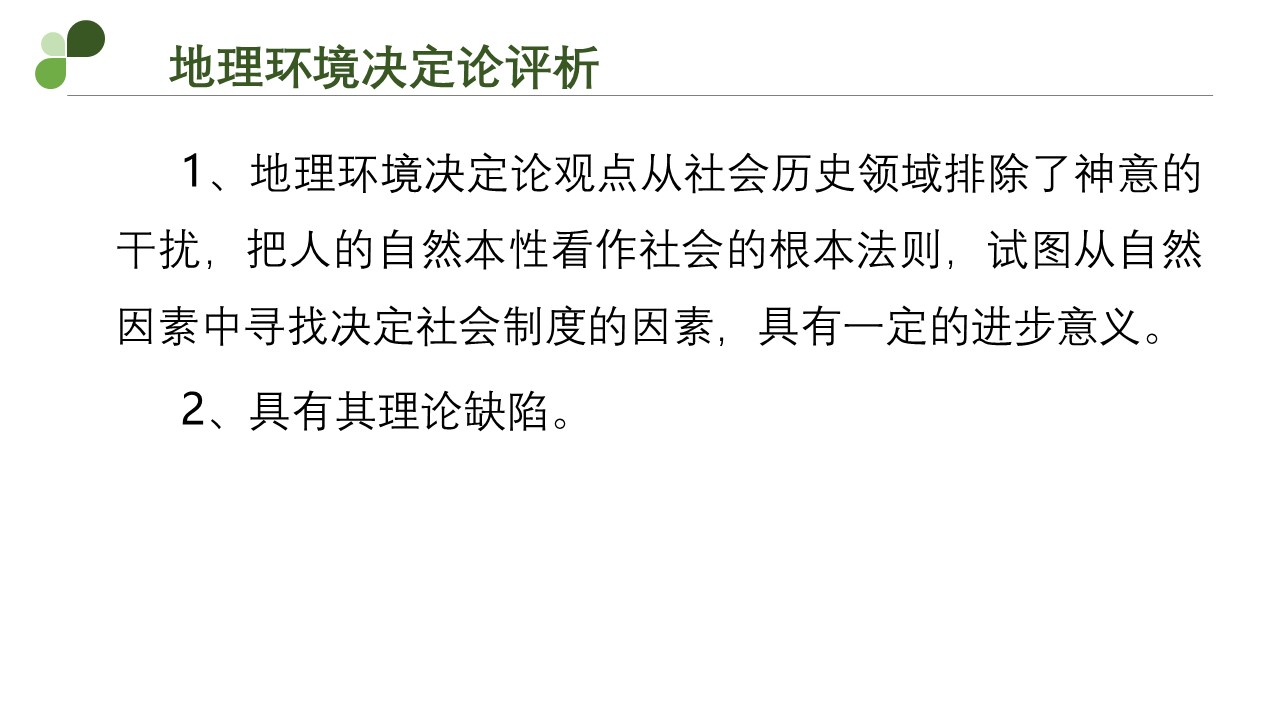 地理环境决定论评析
1、地理环境决定论观点从社会历史领域排除了神意的
干扰，把人的自然本性看作社会的根本法则，试图从自然
因素中寻找决定社会制度的因素，具有一定的进步意义。
2、具有其理论缺陷。